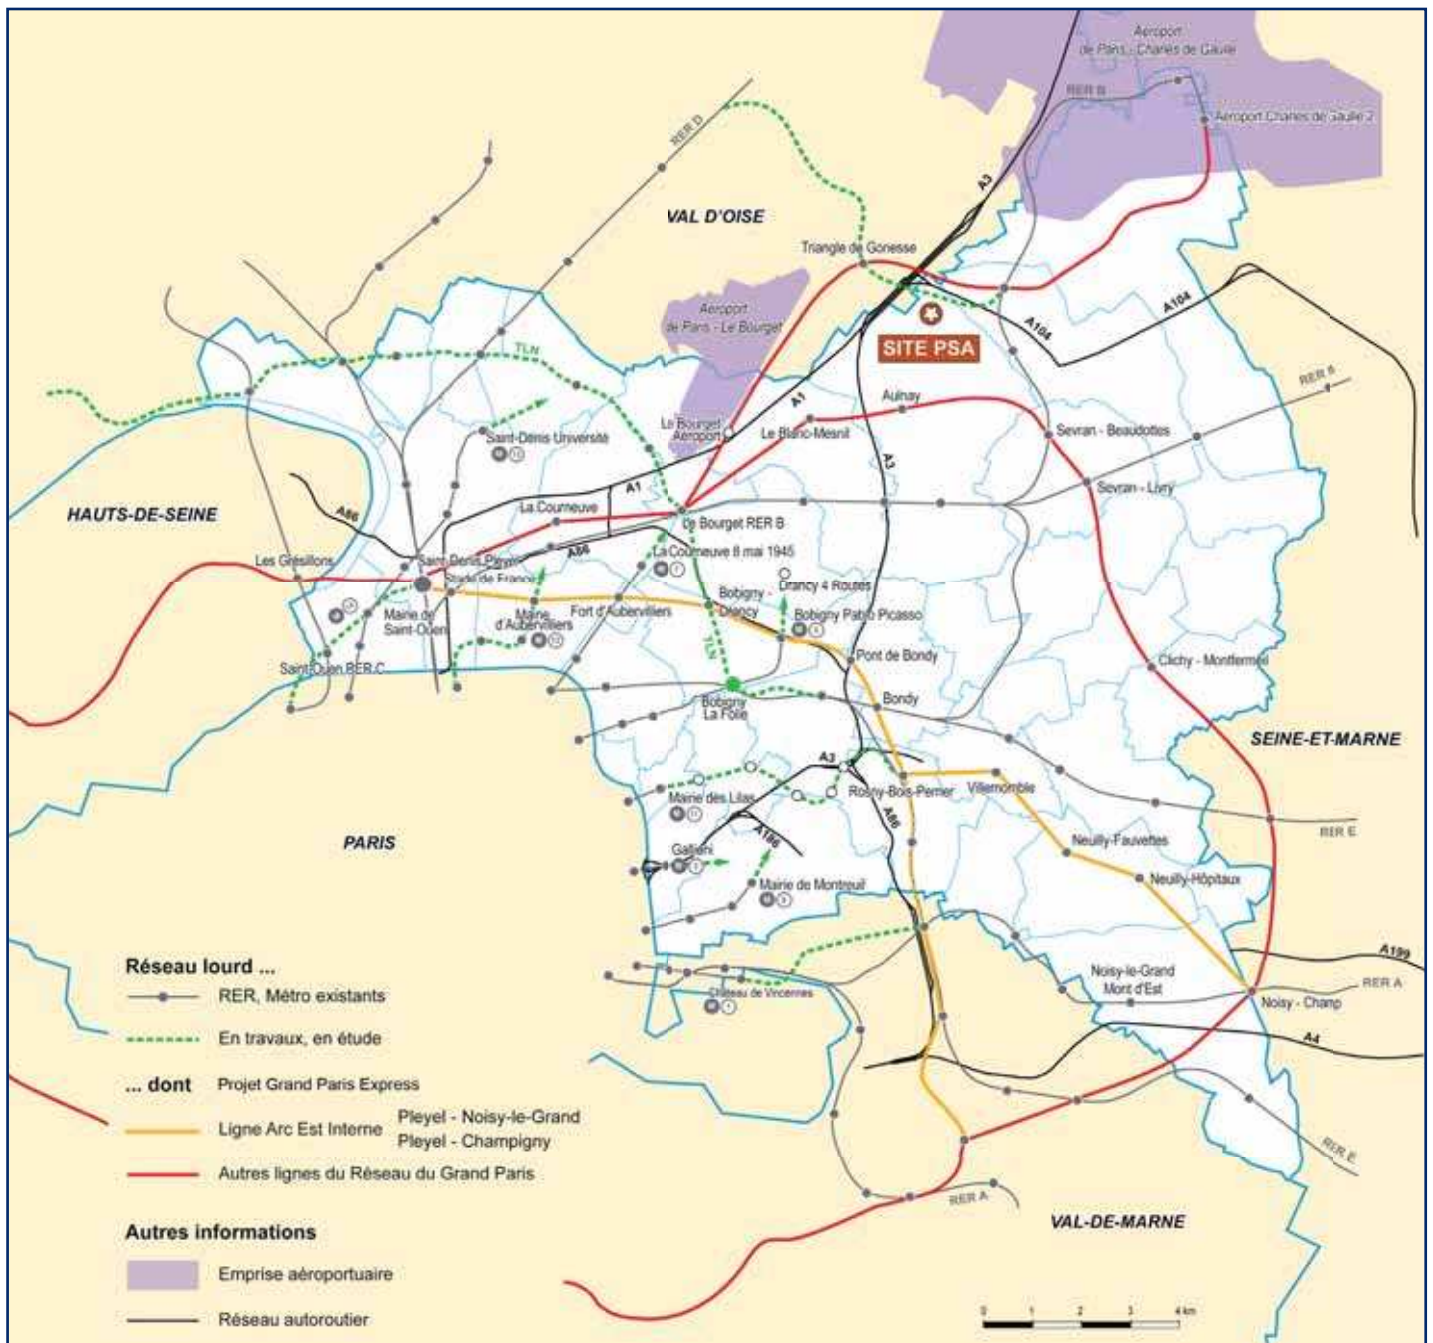 Aéroport
de Paris - Charles de Gaulle
RER B
Aéroport Charles de Gaulle 2
RER D
A3
VAL D'OISE
Triangle de Gonesse
A104
Aéroport
de Paris - Le Bourget
A104
SITE PSA
TLN
RER B
A1
Aulnay
Le Bourget
Aéroport
Le Blanc-Mesnil
Saint-Denis Université
M 13
Sevran - Beaudottes
A3
A1
Sevran - Livry
HAUTS-DE-SEINE
A86
La Courneuve
Le Bourget RER B
A86
La Courneuve 8 mai 1945
M 7
Les Grésillons
Saint-Denis Pleyel
Stade de France
Drancy 4 Routes
Bobigny -
Drancy
Mairie de
Saint-Ouen
Mairie
d'Aubervilliers
M 12
Fort d'Aubervilliers
Bobigny Pablo Picasso
M 5
TLN
Pont de Bondy
Saint-Ouen RER C
Clichy - Montfermeil
Bobigny
La Folie
Bondy
SEINE-ET-MARNE
A3
Mairie des Lilas
M 11
Rosny-Bois-Perrier
Villemomble
A86
RER E
PARIS
A186
Neuilly-Fauvettes
Gallieni
M 3
Mairie de Montreuil
M 9
Neuilly-Hôpitaux
A199
Réseau lourd ...
RER, Métro existants
Noisy-le-Grand
Mont d'Est
RER A
Château de Vincennes
M 1
Noisy - Champ
En travaux, en étude
A4
... dont Projet Grand Paris Express
Ligne Arc Est Interne
Pleyel - Noisy-le-Grand
Pleyel - Champigny
RER E
Autres lignes du Réseau du Grand Paris
RER A
VAL-DE-MARNE
Autres informations
Emprise aéroportuaire
Réseau autoroutier
0 1 2 3 4 km